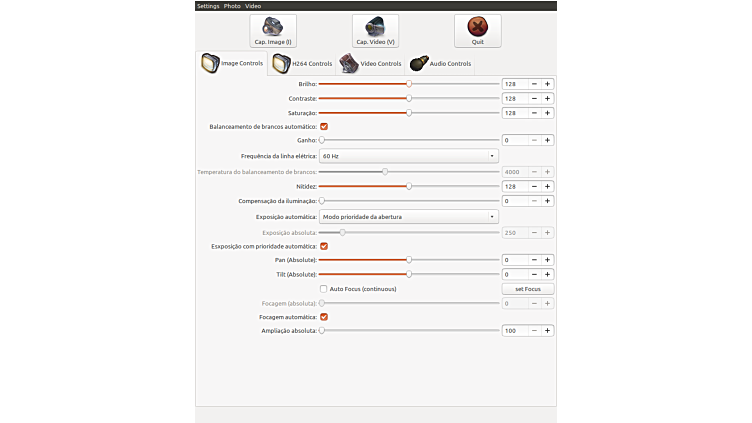 Settings Photo Video
Cap. Image (I) Cap. Video (V) Quit
Image Controls H264 Controls Video Controls Audio Controls
Brilho: 128 − +
Contraste: 128 − +
Saturação: 128 − +
Balanceamento de brancos automático:
Ganho: 0 − +
Frequência da linha elétrica: 60 Hz
Temperatura do balanceamento de brancos: 4000 − +
Nitidez: 128 − +
Compensação da iluminação: 0 − +
Exposição automática: Modo prioridade da abertura
Exposição absoluta: 250 − +
Esxposição com prioridade automática:
Pan (Absolute): 0 − +
Tilt (Absolute): 0 − +
Auto Focus (continuous) set Focus
Focagem (absoluta): 0 − +
Focagem automática:
Ampliação absoluta: 100 − +